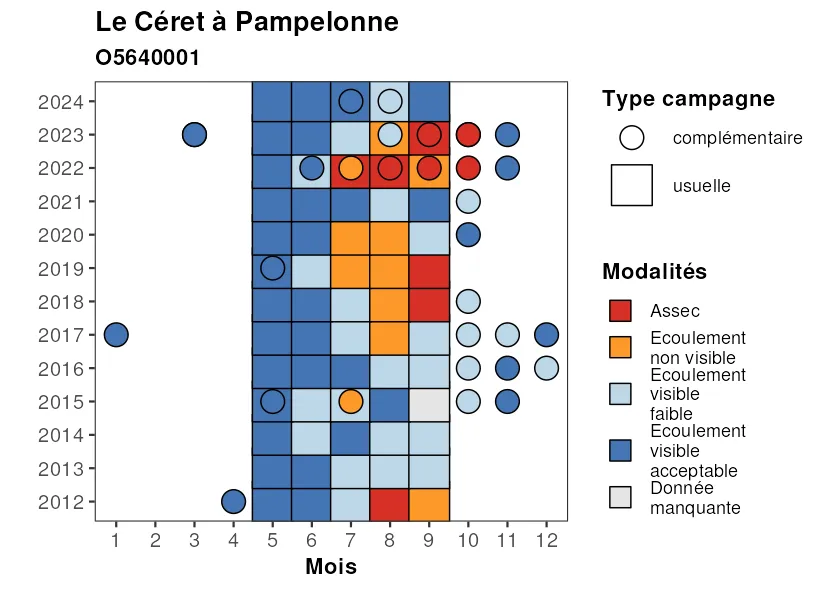 Le Céret à Pampelonne
O5640001
2024
2023
2022
2021
2020
2019
2018
2017
2016
2015
2014
2013
2012
1 2 3 4 5 6 7 8 9 10 11 12
Mois
Type campagne
complémentaire
usuelle
Modalités
Assec
Ecoulement
non visible
Ecoulement
visible
faible
Ecoulement
visible
acceptable
Donnée
manquante